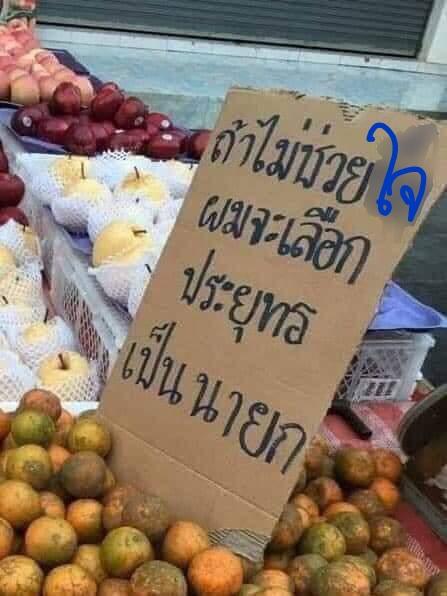 ถ้าไม่ช่วยใจ
ผมจะเลือก
ประยุทร
เป็นนายก